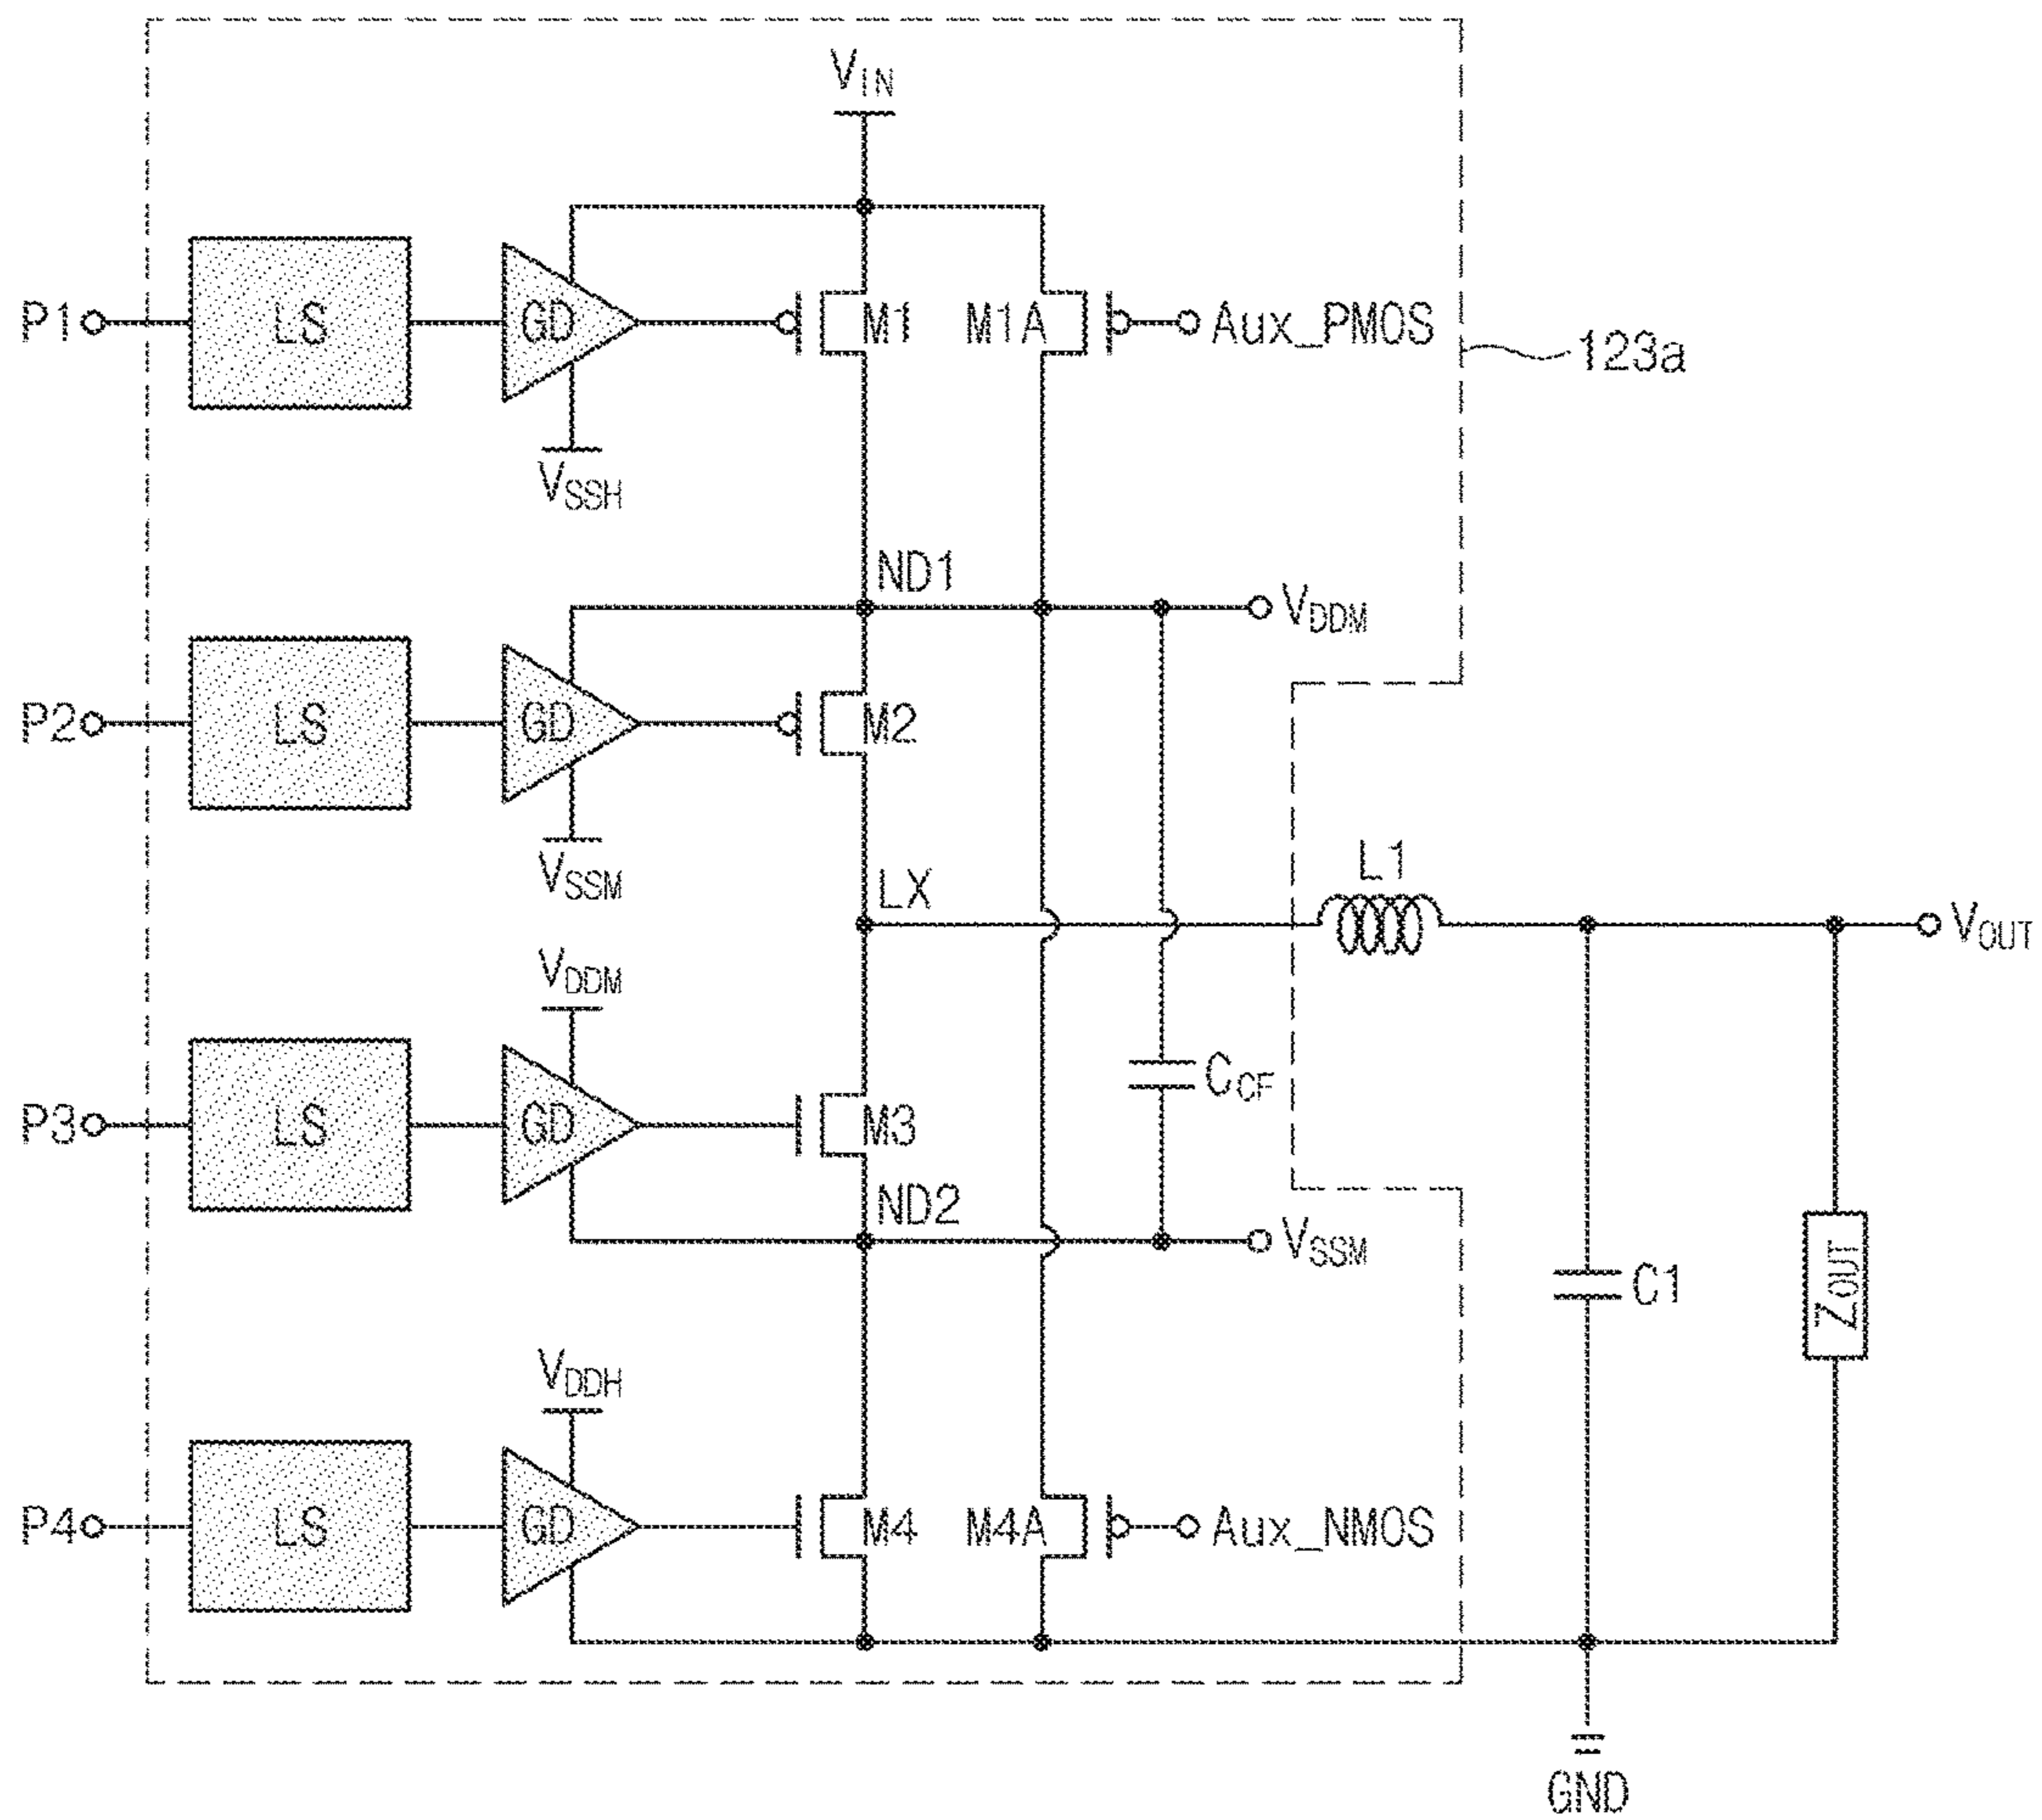 VIN
P1 LS GD M1 M1A Aux_PMOS
123a
VSSH
ND1
VDDM
P2 LS GD M2
VSSM
LX
L1
VOUT
VDDM
CCF
P3 LS GD M3
ND2
VSSM
C1
ZOUT
VDDH
P4 LS GD M4 M4A Aux_NMOS
GND